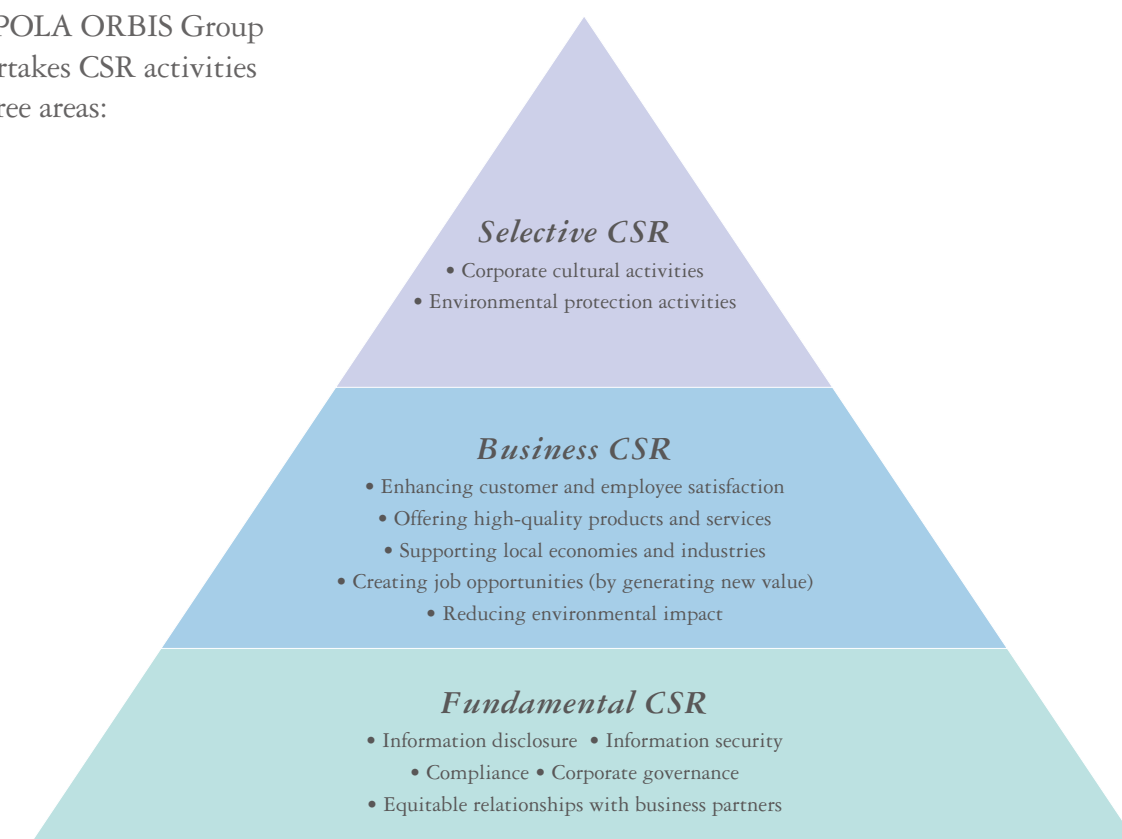 POLA ORBIS Group
rtakes CSR activities
ree areas:
Selective CSR
• Corporate cultural activities
• Environmental protection activities
Business CSR
• Enhancing customer and employee satisfaction
• Offering high-quality products and services
• Supporting local economies and industries
• Creating job opportunities (by generating new value)
• Reducing environmental impact
Fundamental CSR
• Information disclosure • Information security
• Compliance • Corporate governance
• Equitable relationships with business partners